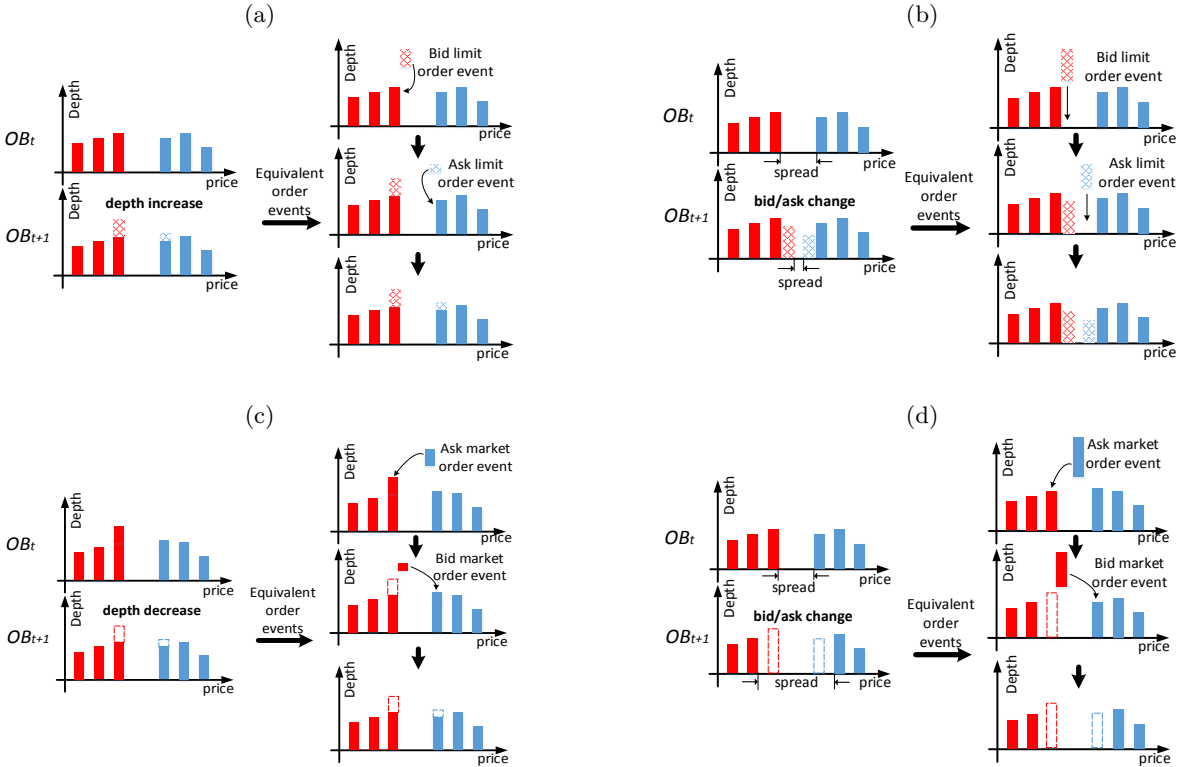 (a)
Depth
OBt
price
Depth
depth increase
OBt+1
price
Equivalent
order
events
Depth
Bid limit
order event
price
Depth
Ask limit
order event
price
Depth
price
(b)
Depth
OBt
price
spread
Depth
bid/ask change
OBt+1
price
spread
Equivalent
order
events
Depth
Bid limit
order event
price
Depth
Ask limit
order event
price
Depth
price
(c)
Depth
OBt
price
Depth
depth decrease
OBt+1
price
Equivalent
order
events
Depth
Ask market
order event
price
Depth
Bid market
order event
price
Depth
price
(d)
Depth
OBt
price
spread
Depth
bid/ask change
OBt+1
spread
price
Equivalent
order
events
Depth
Ask market
order event
price
Depth
Bid market
order event
price
Depth
price